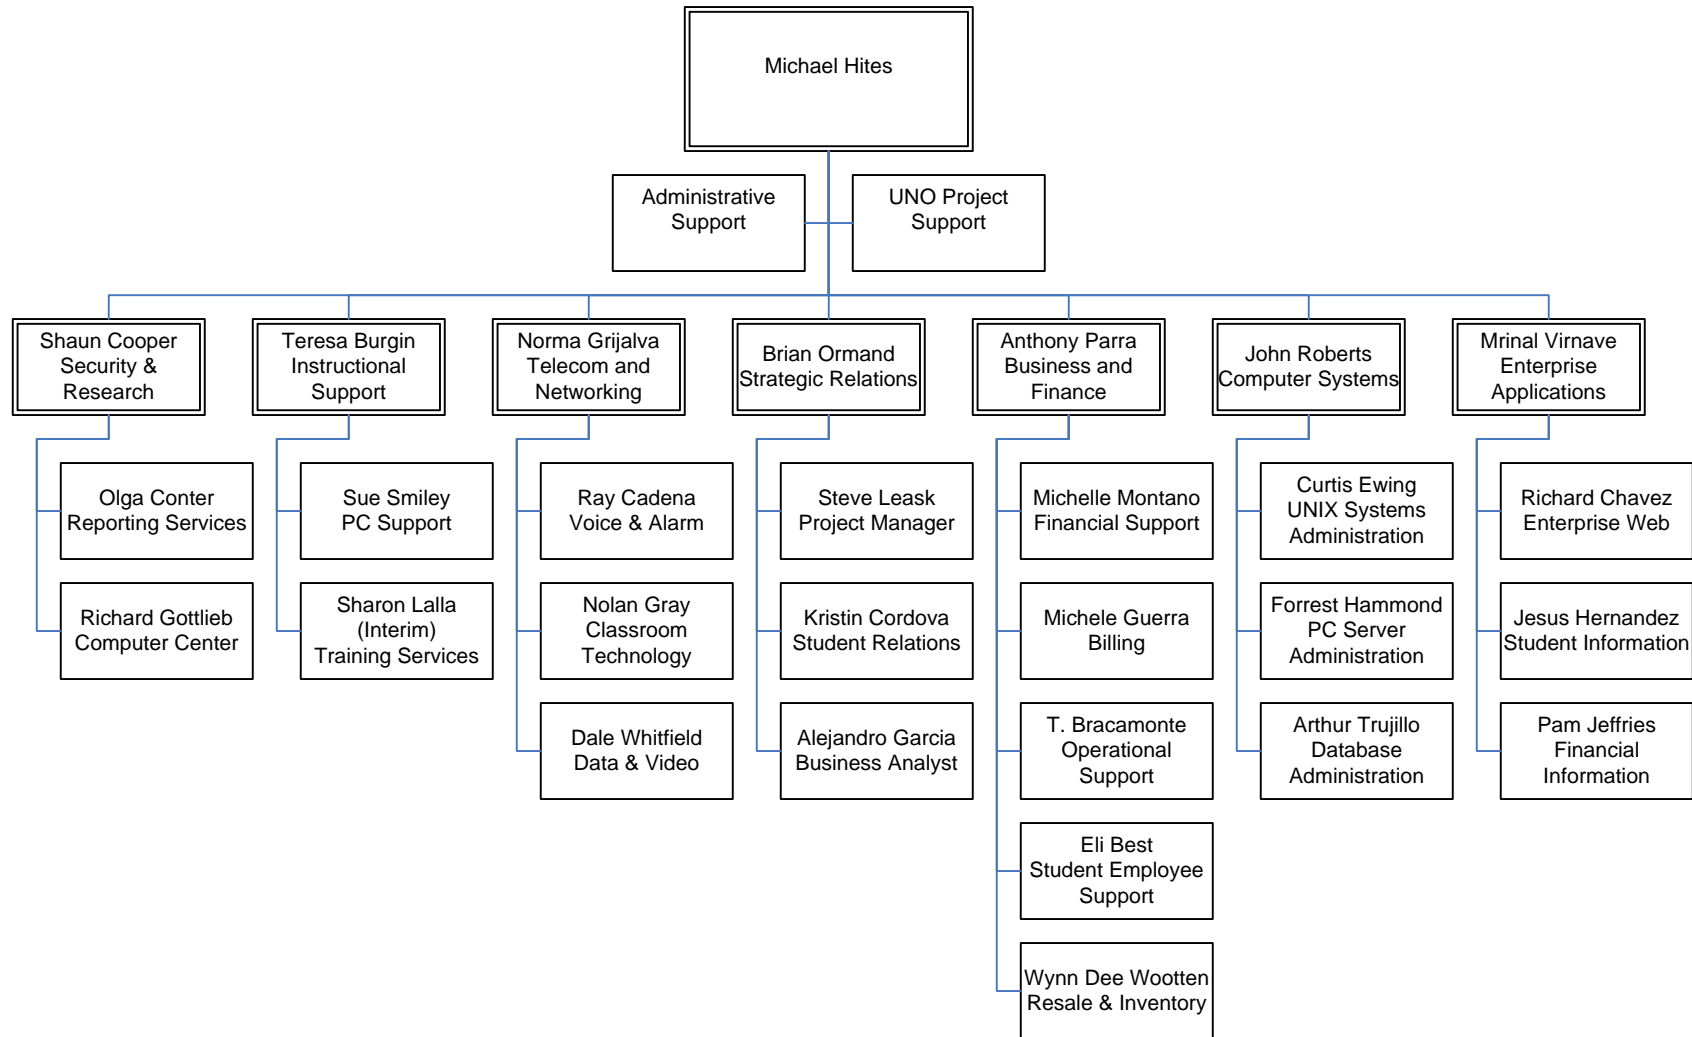 Michael Hites
Administrative
Support
UNO Project
Support
Shaun Cooper
Security &
Research
Teresa Burgin
Instructional
Support
Norma Grijalva
Telecom and
Networking
Brian Ormand
Strategic Relations
Anthony Parra
Business and
Finance
John Roberts
Computer Systems
Mrinal Virnave
Enterprise
Applications
Olga Conter
Reporting Services
Richard Gottlieb
Computer Center
Sue Smiley
PC Support
Sharon Lalla
(Interim)
Training Services
Ray Cadena
Voice & Alarm
Nolan Gray
Classroom
Technology
Dale Whitfield
Data & Video
Steve Leask
Project Manager
Kristin Cordova
Student Relations
Alejandro Garcia
Business Analyst
Michelle Montano
Financial Support
Michele Guerra
Billing
T. Bracamonte
Operational
Support
Eli Best
Student Employee
Support
Wynn Dee Wootten
Resale & Inventory
Curtis Ewing
UNIX Systems
Administration
Forrest Hammond
PC Server
Administration
Arthur Trujillo
Database
Administration
Richard Chavez
Enterprise Web
Jesus Hernandez
Student Information
Pam Jeffries
Financial
Information